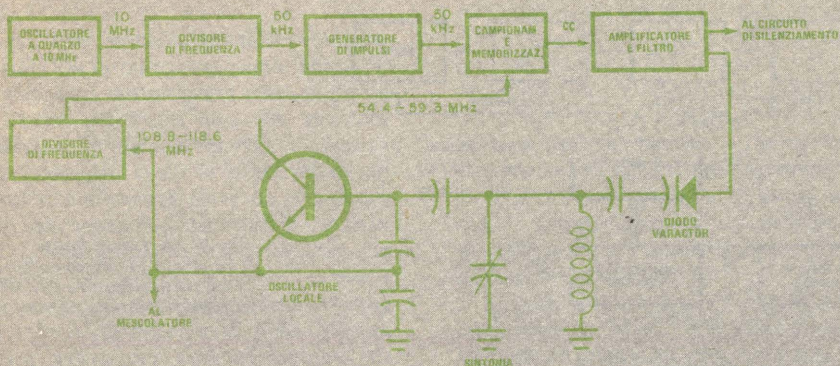 OSCILLATORE
A QUARZO
A 10 MHz
10
MHz
DIVISORE
DI FREQUENZA
50
kHz
GENERATORE
DI IMPULSI
50
kHz
CAMPIONAM.
E
MEMORIZZAZ.
CC
AMPLIFICATORE
E FILTRO
AL CIRCUITO
DI SILENZIAMENTO
54.4–59.3 MHz
DIVISORE
DI FREQUENZA
108.8–118.6
MHz
DIODO
VARACTOR
OSCILLATORE
LOCALE
AL
MESCOLATORE
SINTONIA